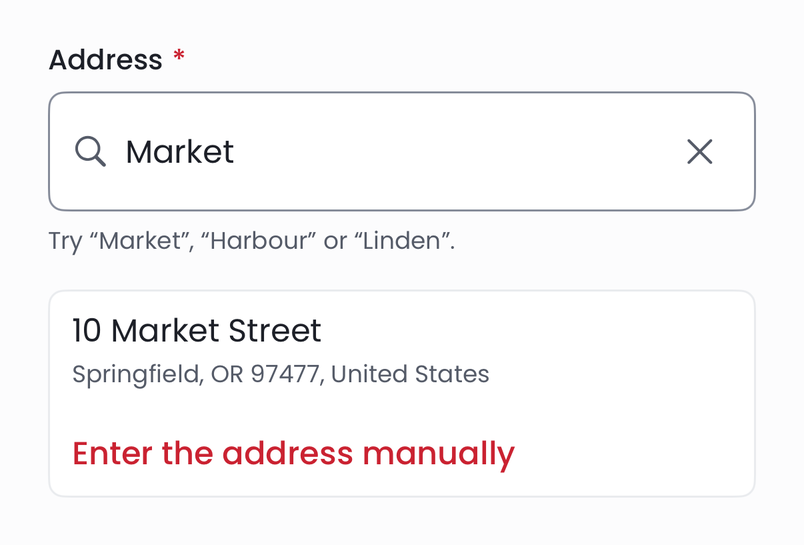 Address *
Market
Try “Market”, “Harbour” or “Linden”.
10 Market Street
Springfield, OR 97477, United States
Enter the address manually